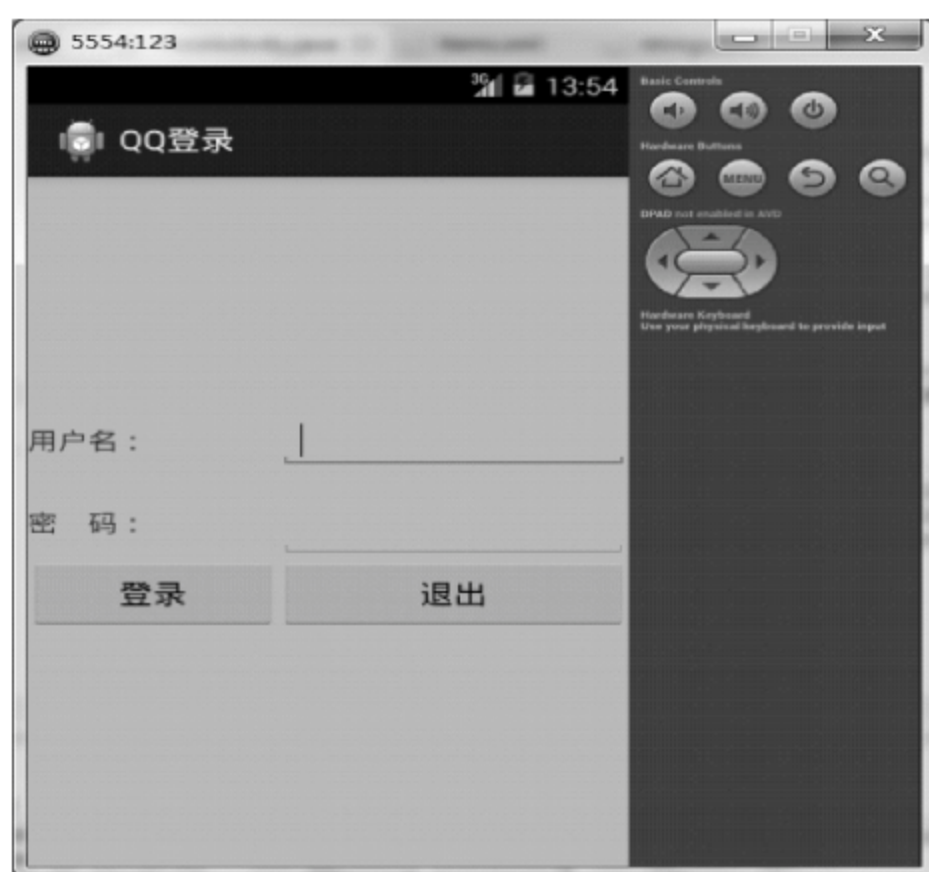 5554:123
3G 13:54
QQ登录
用户名：
密 码：
登录 退出
Basic Controls
Hardware Buttons
MENU
DPAD not enabled in AVD
Hardware Keyboard
Use your physical keyboard to provide input